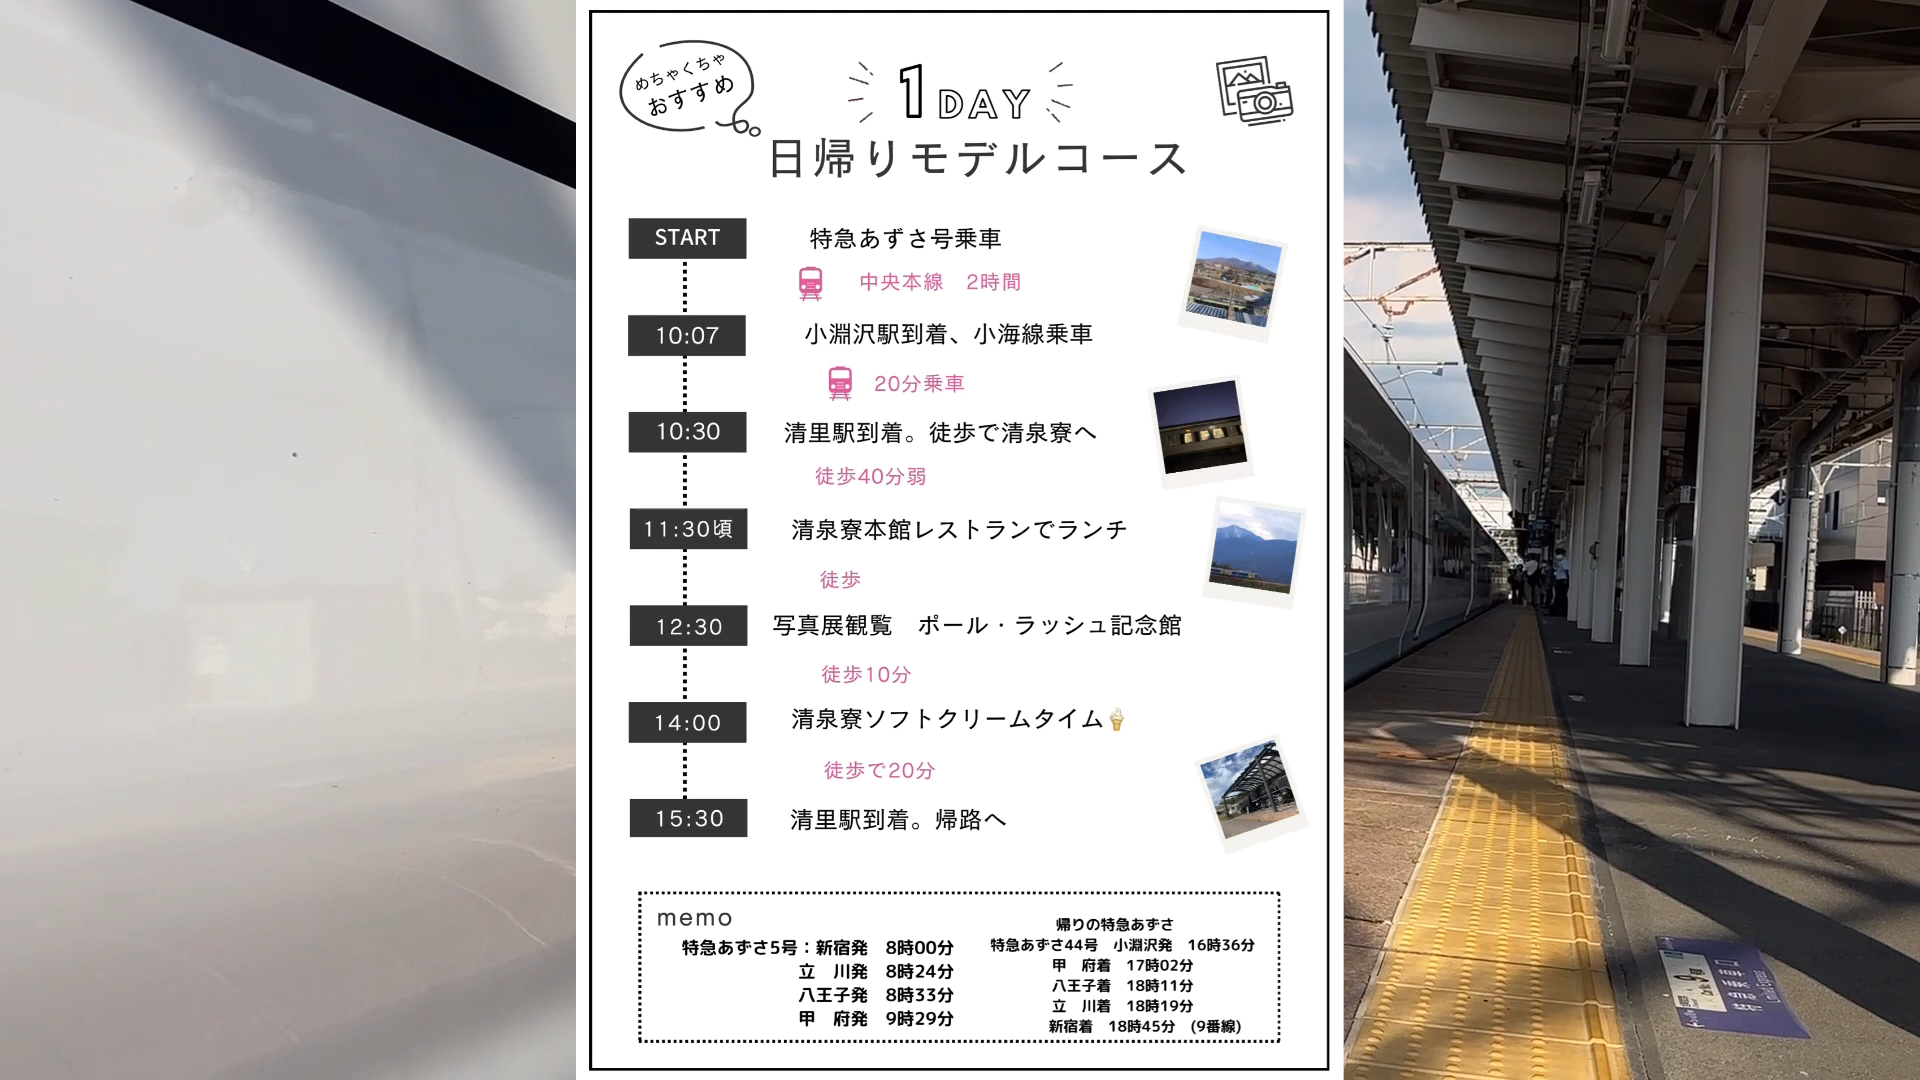 めちゃくちゃ
おすすめ
1 DAY
日帰りモデルコース
START 特急あずさ号乗車
中央本線 2時間
10:07 小淵沢駅到着、小海線乗車
20分乗車
10:30 清里駅到着。徒歩で清泉寮へ
徒歩40分弱
11:30頃 清泉寮本館レストランでランチ
徒歩
12:30 写真展観覧 ポール・ラッシュ記念館
徒歩10分
14:00 清泉寮ソフトクリームタイム🍦
徒歩で20分
15:30 清里駅到着。帰路へ
memo
特急あずさ5号:新宿発 8時00分
立 川発 8時24分
八王子発 8時33分
甲 府発 9時29分
帰りの特急あずさ
特急あずさ44号 小淵沢発 16時36分
甲 府着 17時02分
八王子着 18時11分
立 川着 18時19分
新宿着 18時45分 (9番線)
特急乗車口
Limited Express
9